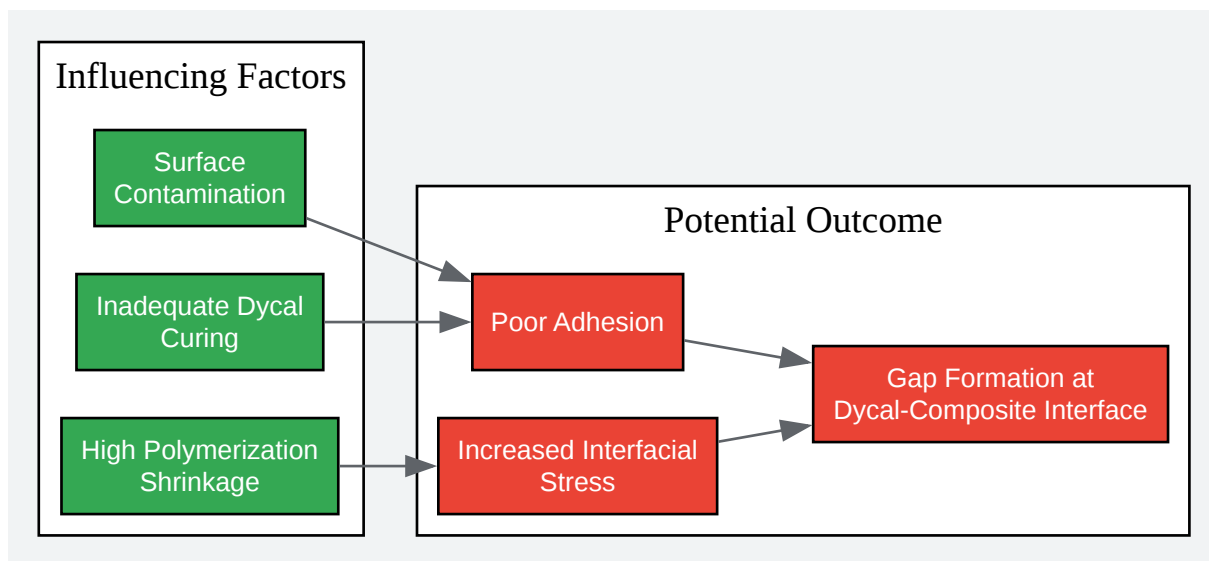 Influencing Factors
Surface
Contamination
Inadequate Dycal
Curing
High Polymerization
Shrinkage
Potential Outcome
Poor Adhesion
Increased Interfacial
Stress
Gap Formation at
Dycal-Composite Interface